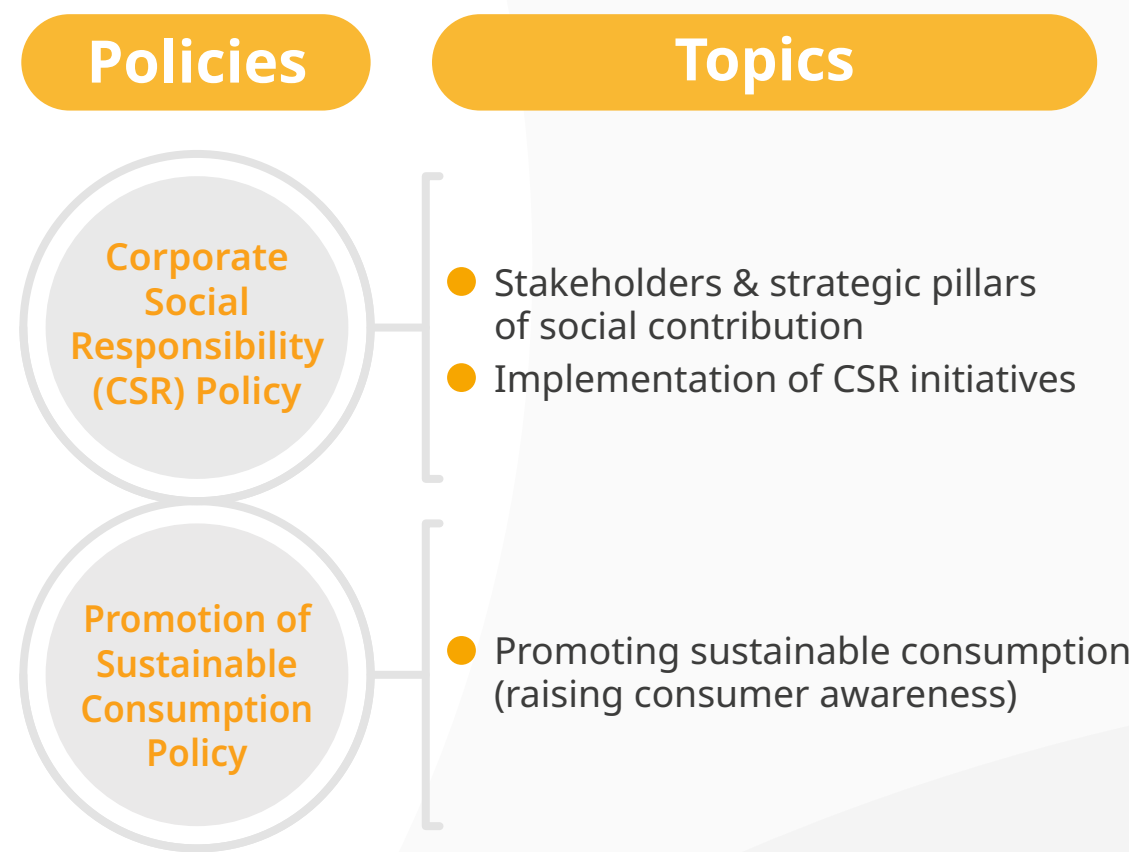 Policies
Topics
Corporate
Social
Responsibility
(CSR) Policy
Stakeholders & strategic pillars
of social contribution
Implementation of CSR initiatives
Promotion of
Sustainable
Consumption
Policy
Promoting sustainable consumption
(raising consumer awareness)